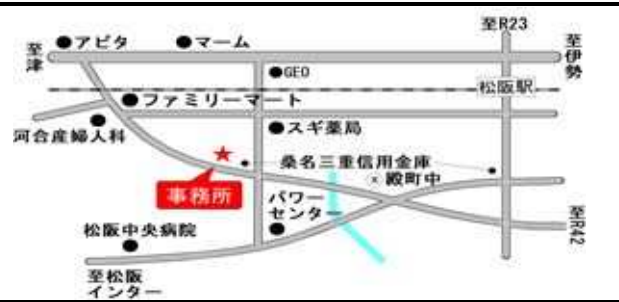 至R23
至津
●アピタ
●マーム
至伊勢
●GEO
松阪駅
●ファミリーマート
河合産婦人科
●スギ薬局
桑名三重信用金庫
×殿町中
事務所
パワー
センター
至R42
松阪中央病院
至松阪
インター